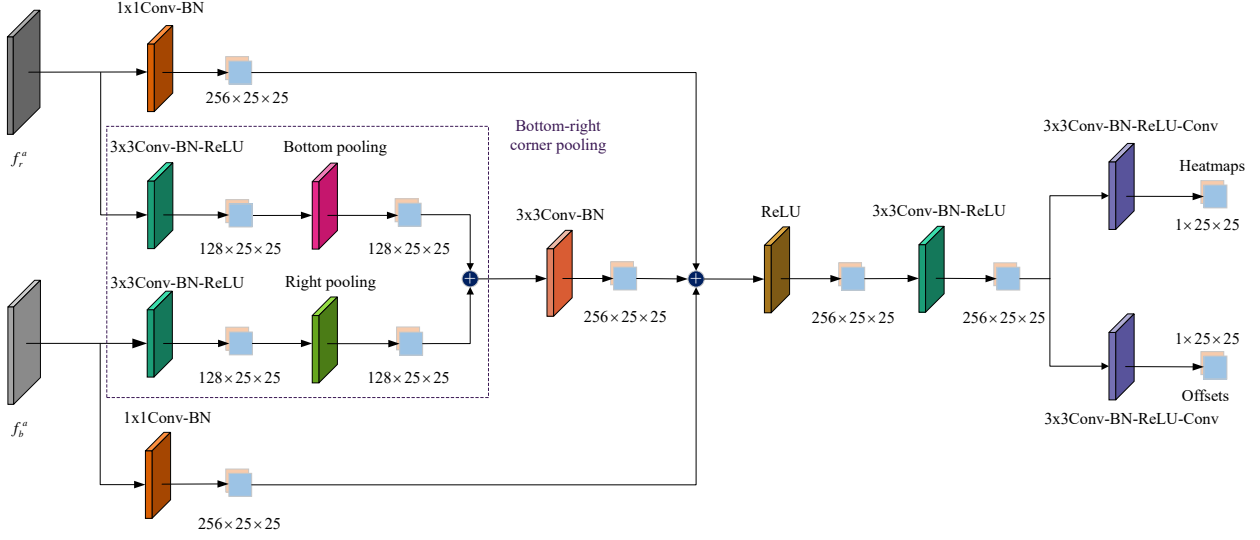 1x1Conv-BN
256×25×25
f_r^a
Bottom-right
corner pooling
3x3Conv-BN-ReLU
Bottom pooling
128×25×25
128×25×25
3x3Conv-BN
256×25×25
3x3Conv-BN-ReLU
Right pooling
128×25×25
128×25×25
f_b^a
1x1Conv-BN
256×25×25
ReLU
256×25×25
3x3Conv-BN-ReLU
256×25×25
3x3Conv-BN-ReLU-Conv
Heatmaps
1×25×25
1×25×25
Offsets
3x3Conv-BN-ReLU-Conv